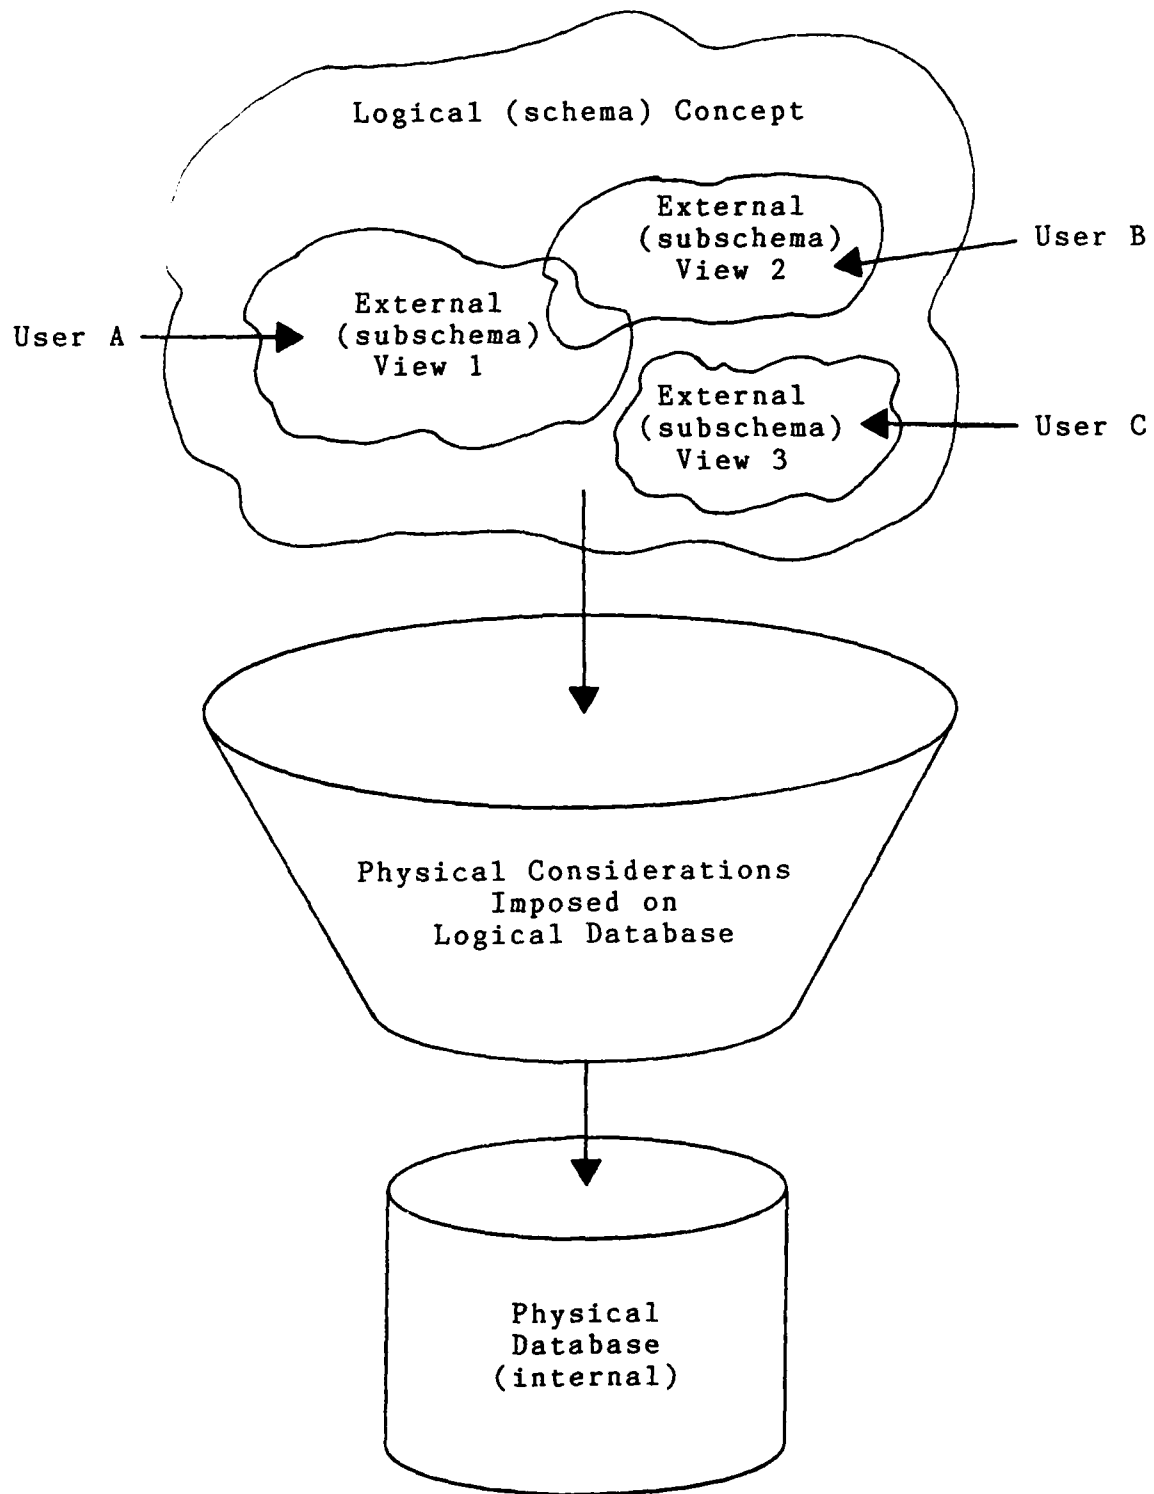 Logical (schema) Concept
External
(subschema)
View 2
User B
External
(subschema)
View 1
User A
External
(subschema)
View 3
User C
Physical Considerations
Imposed on
Logical Database
Physical
Database
(internal)